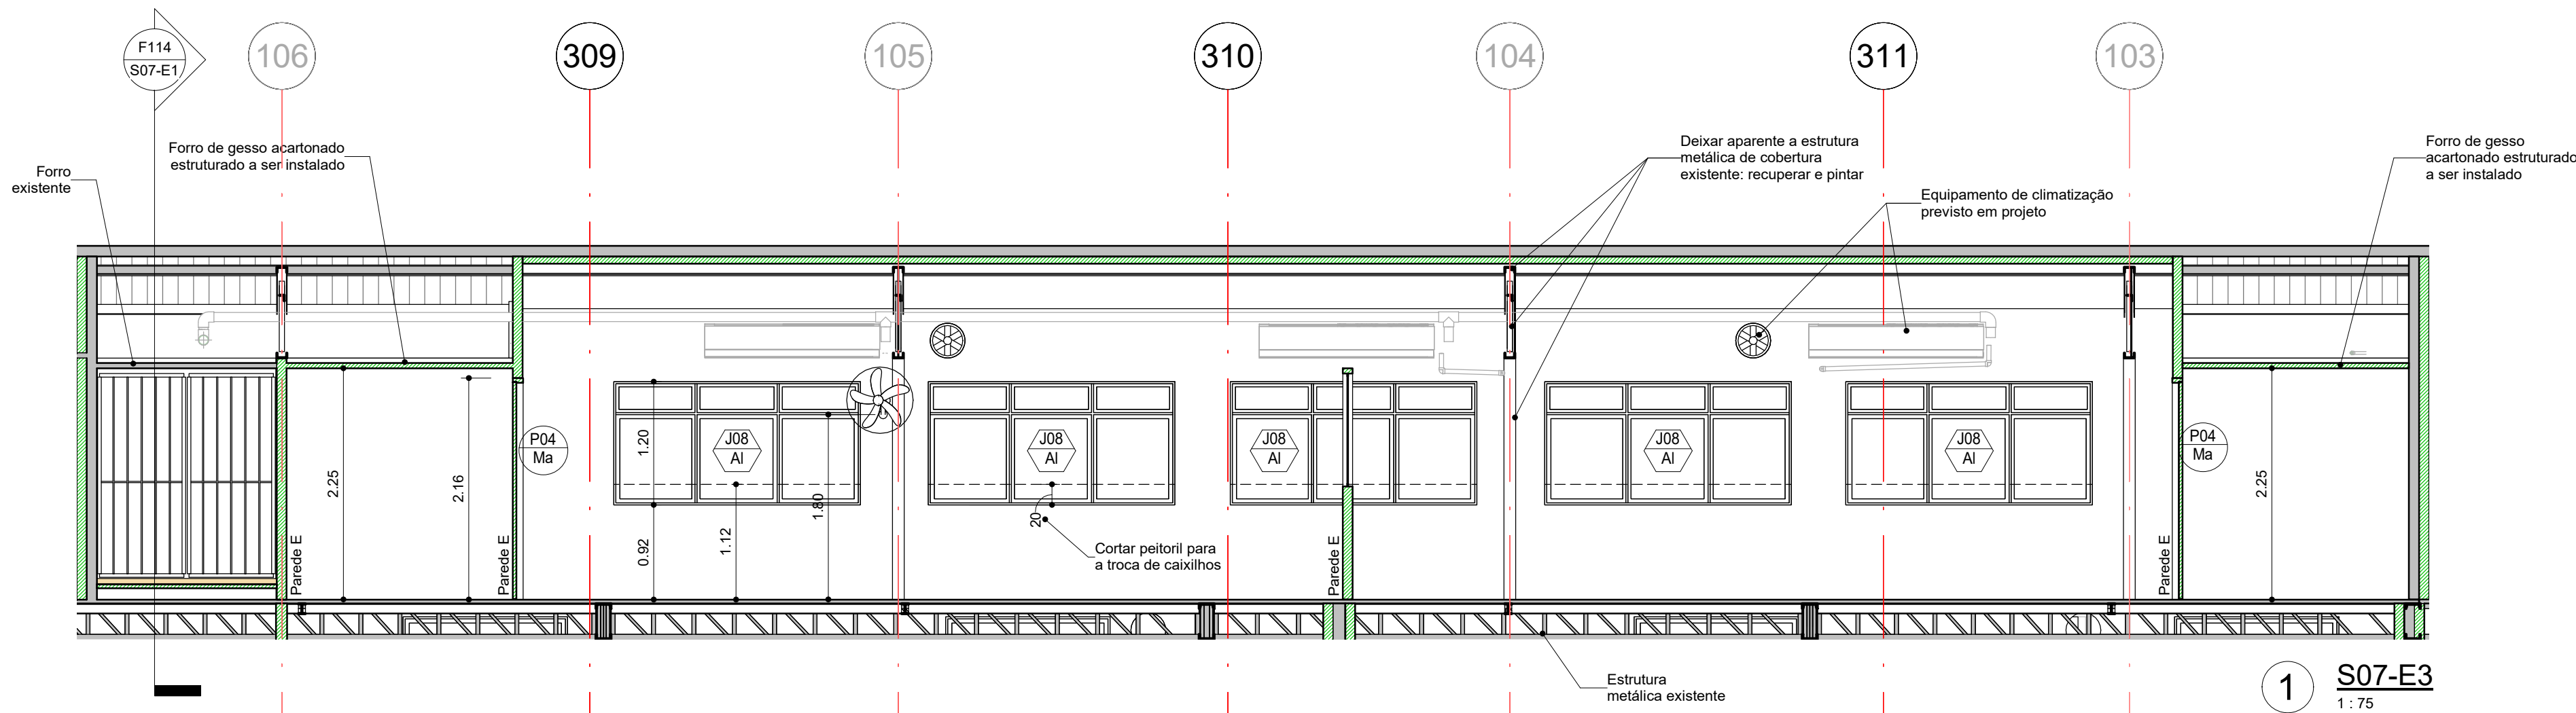 F114
S07-E1
106
309
105
310
104
311
103
Forro
existente
Forro de gesso acartonado
estruturado a ser instalado
Deixar aparente a estrutura
metálica de cobertura
existente: recuperar e pintar
Equipamento de climatização
previsto em projeto
Forro de gesso
acartonado estruturado
a ser instalado
P04
Ma
J08
Al
J08
Al
J08
Al
J08
Al
J08
Al
P04
Ma
2.25
2.16
1.20
0.92
1.12
1.80
20
2.25
Parede E
Parede E
Parede E
Parede E
Cortar peitoril para
a troca de caixilhos
Estrutura
metálica existente
1
S07-E3
1 : 75